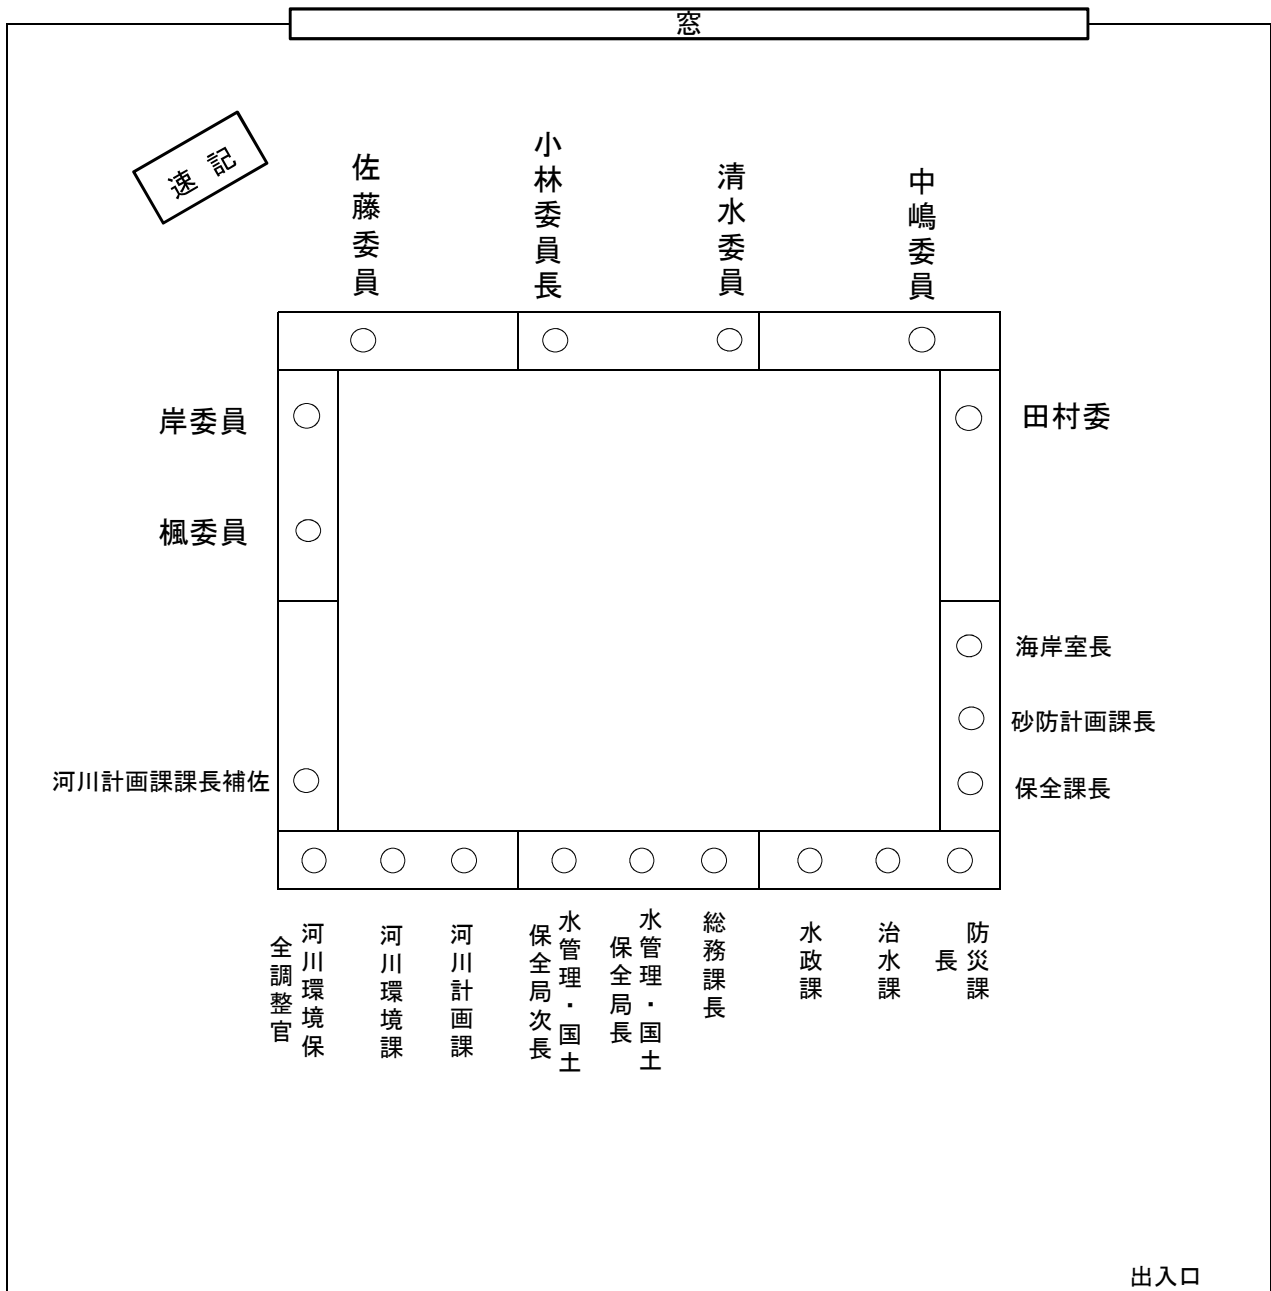 窓
速記
佐藤委員
小林委員長
清水委員
中嶋委員
岸委員
田村委
楓委員
海岸室長
砂防計画課長
河川計画課課長補佐
保全課長
河川環境保
全調整官
河川環境課
河川計画課
水管理・国土
保全局次長
水管理・国土
保全局長
総務課長
水政課
治水課
防災課
長
出入口